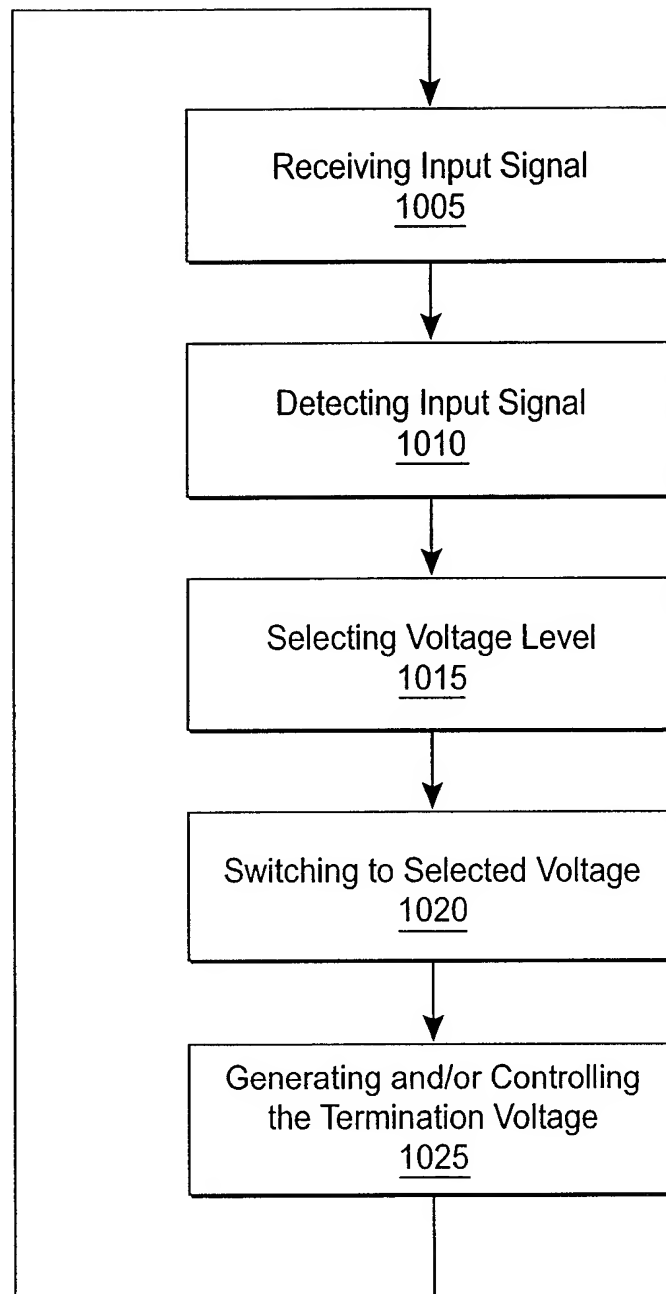 Receiving Input Signal
1005
Detecting Input Signal
1010
Selecting Voltage Level
1015
Switching to Selected Voltage
1020
Generating and/or Controlling
the Termination Voltage
1025